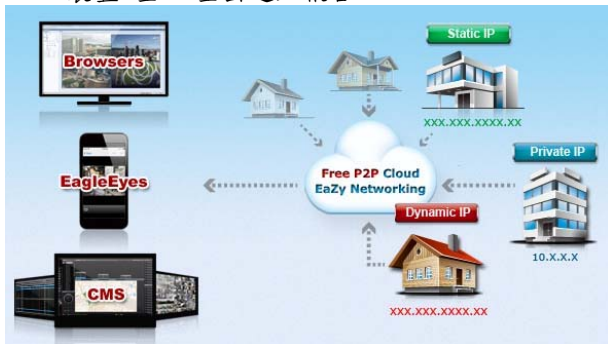 Static IP
Browsers
xxx.xxx.xxxx.xx
Private IP
Free P2P Cloud
EagleEyes
EaZy Networking
Dynamic IP
10.x.x.x
CMS
xxx.xxx.xxxx.xx